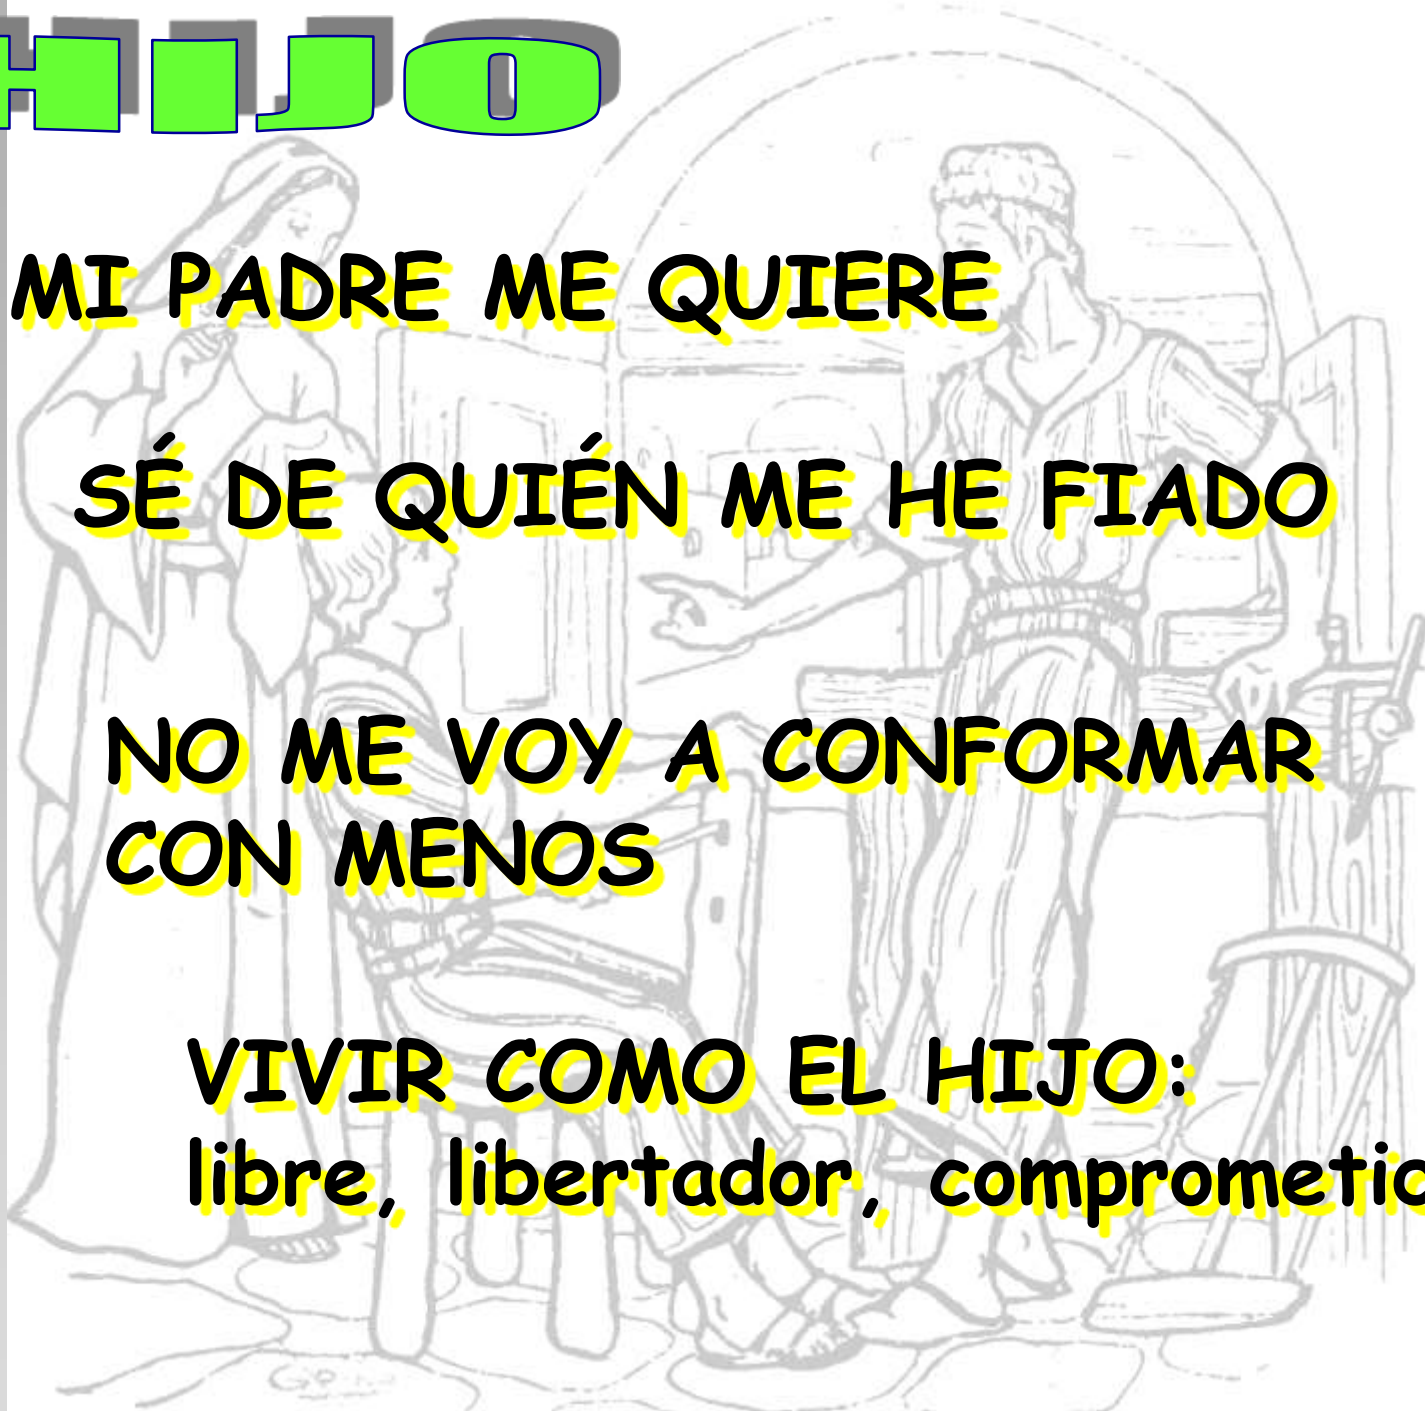 HIJO
MI PADRE ME QUIERE
SÉ DE QUIÉN ME HE FIADO
NO ME VOY A CONFORMAR
CON MENOS
VIVIR COMO EL HIJO:
libre, libertador,